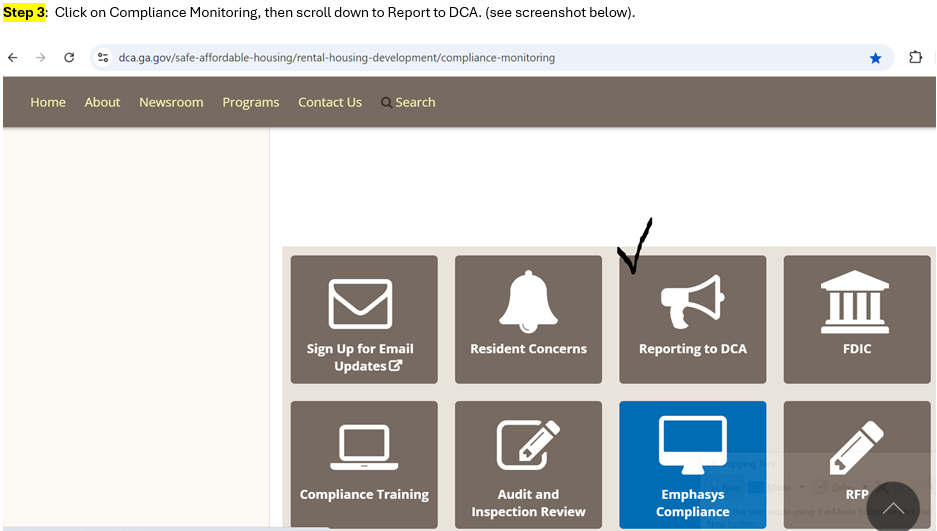 Step 3: Click on Compliance Monitoring, then scroll down to Report to DCA. (see screenshot below).
dca.ga.gov/safe-affordable-housing/rental-housing-development/compliance-monitoring
Home About Newsroom Programs Contact Us Search
Sign Up for Email
Updates
Resident Concerns
Reporting to DCA
FDIC
Compliance Training
Audit and
Inspection Review
Emphasys
Compliance
RFP